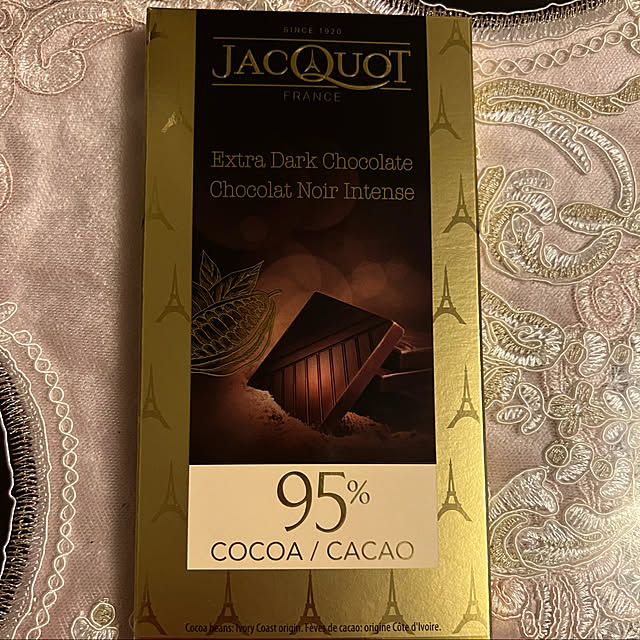 SINCE 1920
JACQUOT
FRANCE
Extra Dark Chocolate
Chocolat Noir Intense
95%
COCOA / CACAO
Cocoa beans: Ivory Coast origin. Fèves de cacao: origine Côte d'Ivoire.